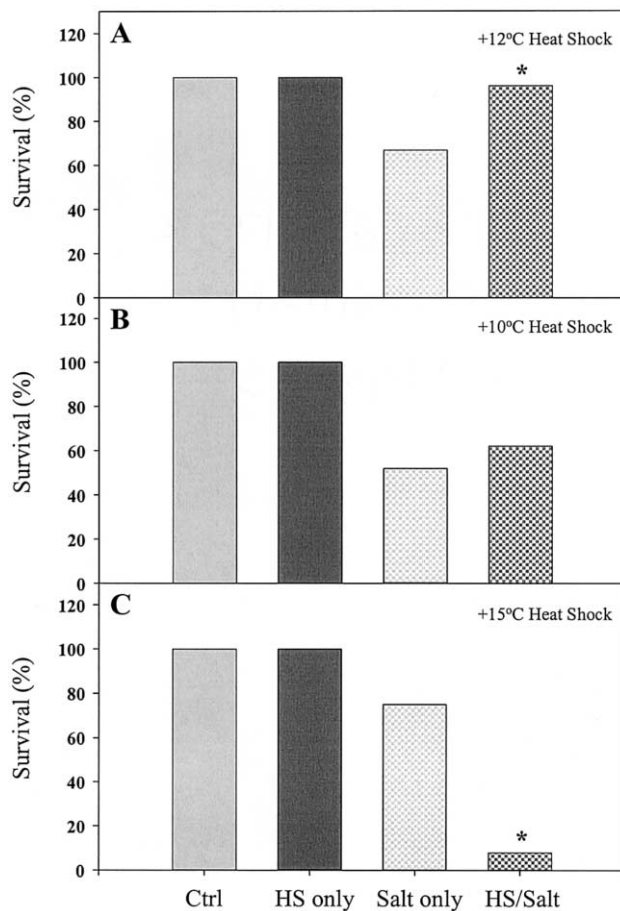 A
+12ºC Heat Shock
*
Survival (%)
120
100
80
60
40
20
0
B
+10ºC Heat Shock
Survival (%)
120
100
80
60
40
20
0
C
+15ºC Heat Shock
*
Survival (%)
120
100
80
60
40
20
0
Ctrl HS only Salt only HS/Salt